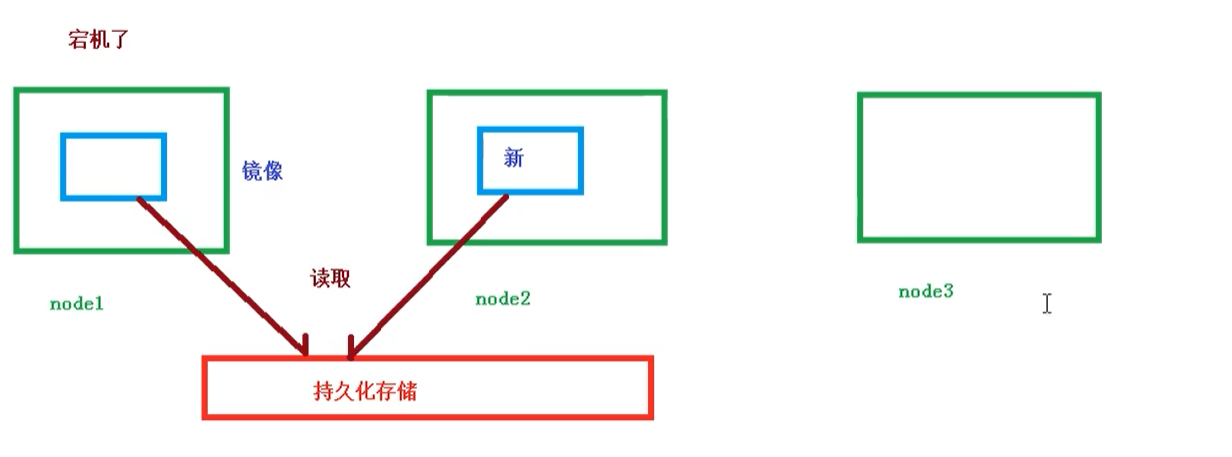 宕机了
新
镜像
读取
node1
node2
node3
持久化存储